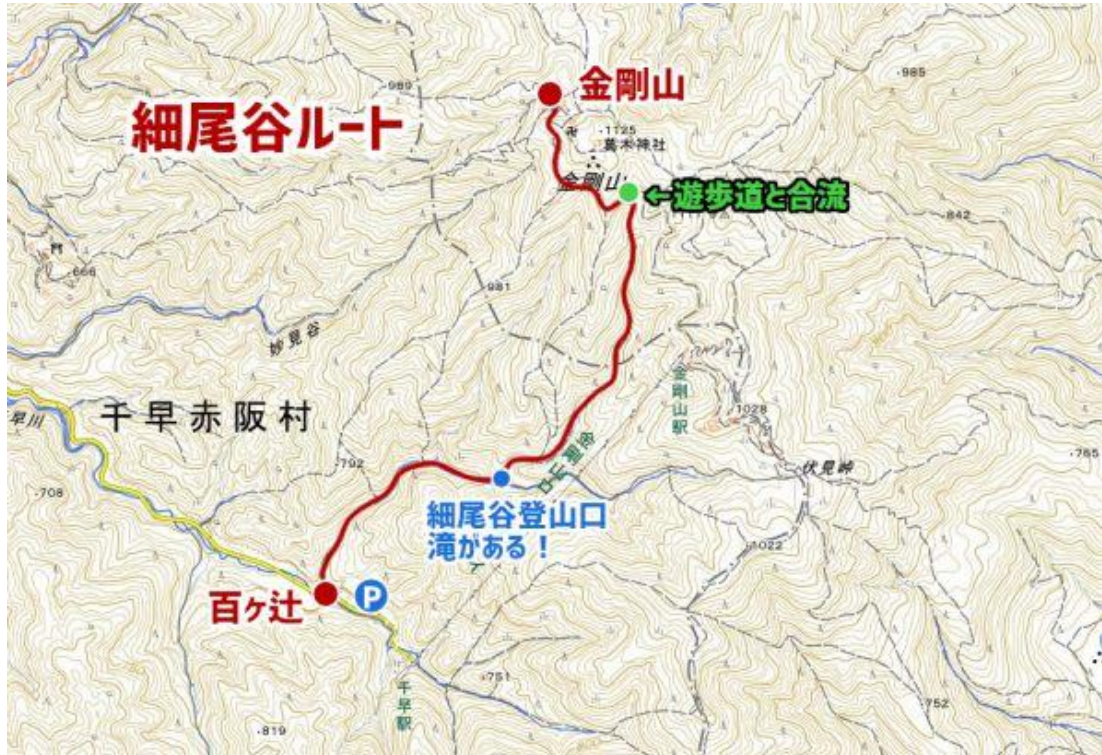 細尾谷ルート
金剛山
・989
・985
・1125
葛木神社
金剛山
←遊歩道と合流
・842
・666
・981
妙見谷
金剛山駅
・1028
千早赤阪村
早川
・792
・708
伏見峠
・765
細尾谷登山口
滝がある！
・1022
百ヶ辻
P
・751
千早駅
・752
・819